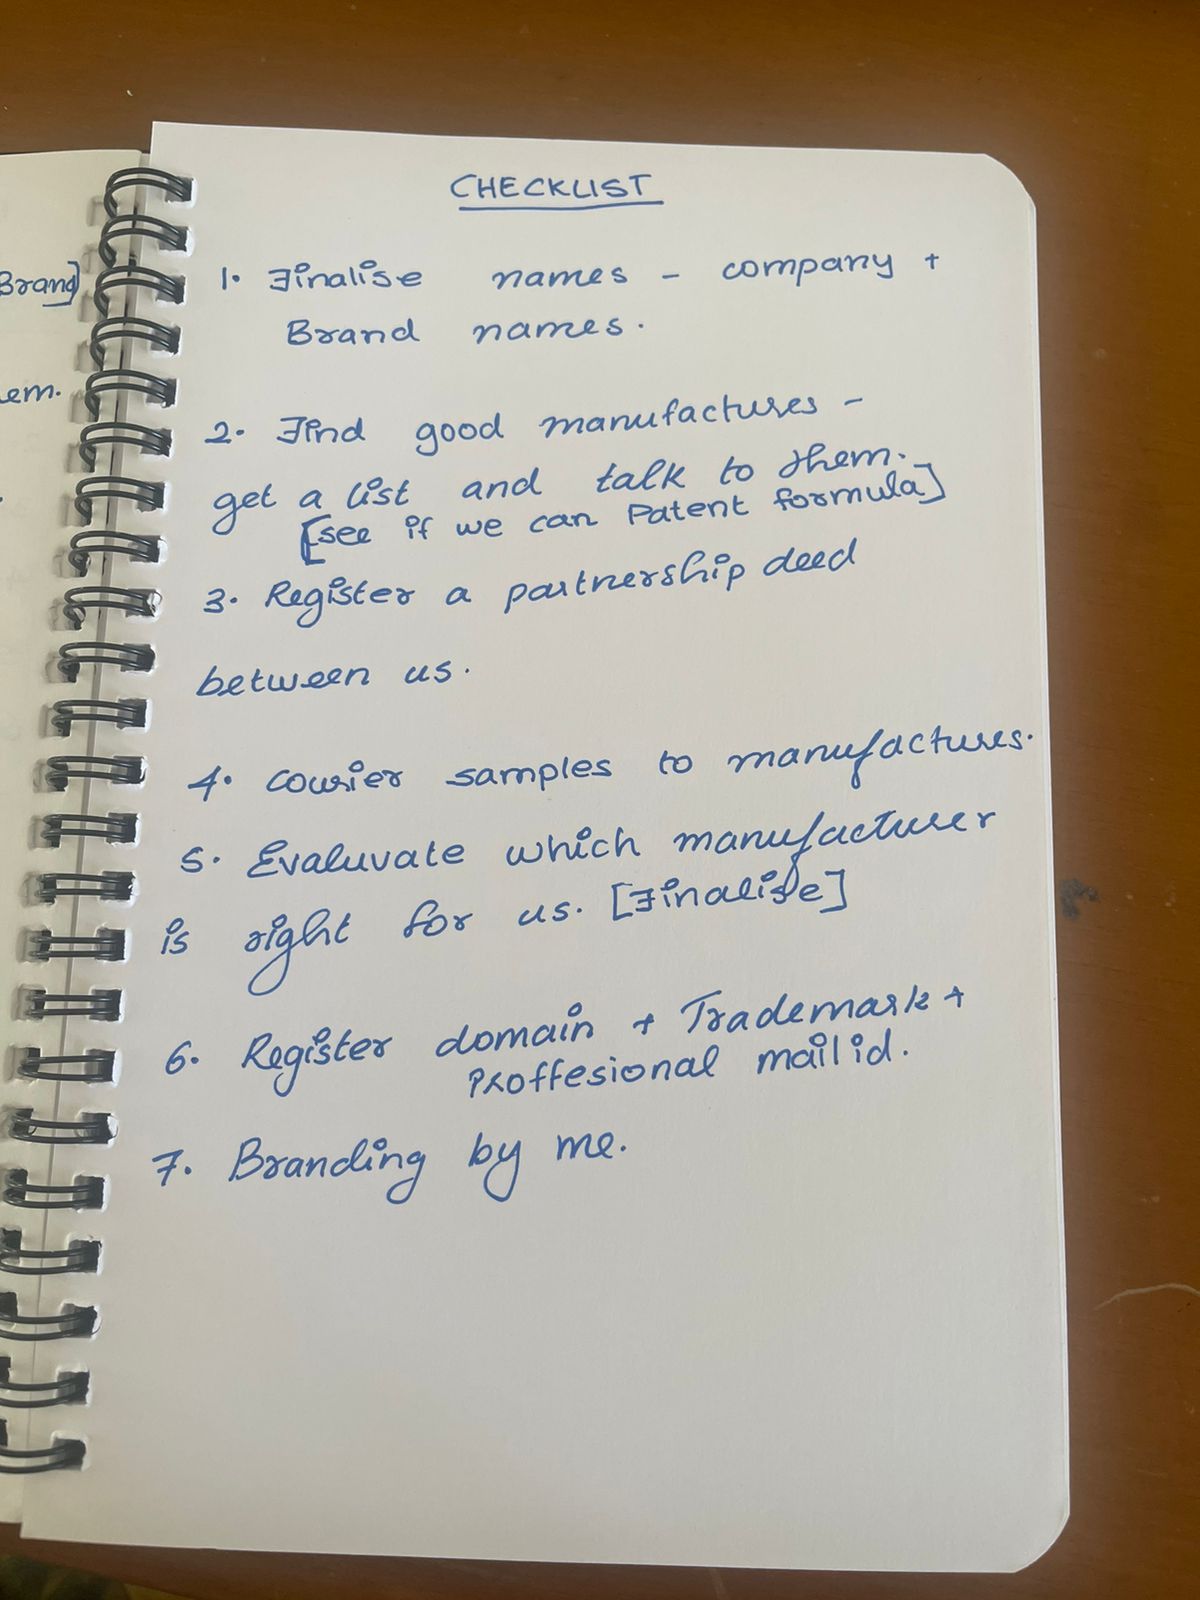 CHECKLIST
1. Finalise names - company +
Brand names.
2. Find good manufactures -
get a list and talk to them.
[see if we can Patent formula]
3. Register a partnership deed
between us.
4. courier samples to manufactures.
5. Evaluvate which manufacturer
is right for us. [Finalise]
6. Register domain + Trademark +
Proffesional mail id.
7. Branding by me.
Brand]
em.